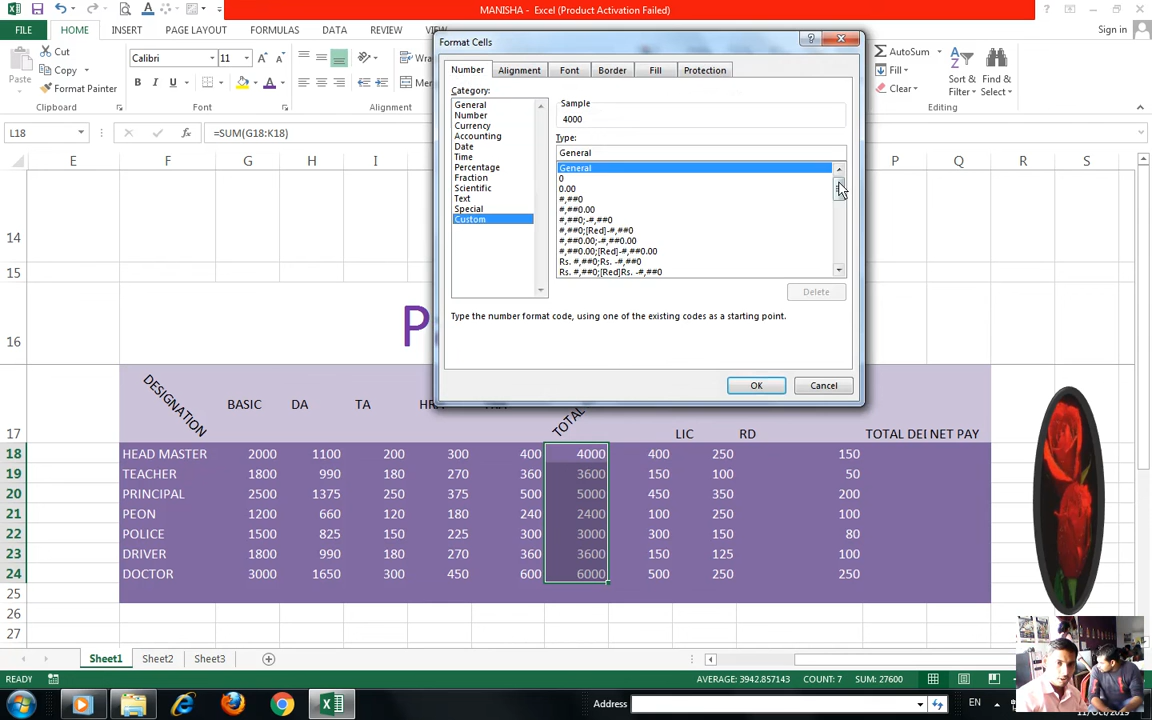 MANISHA - Excel (Product Activation Failed)
FILE HOME INSERT PAGE LAYOUT FORMULAS DATA REVIEW Sign in
Paste Cut Copy Format Painter
Clipboard
Calibri 11
B I U
Font
Alignment
AutoSum Fill Clear
Sort & Filter Find & Select
Editing
L18 =SUM(G18:K18)
Format Cells
Number Alignment Font Border Fill Protection
Category:
General
Number
Currency
Accounting
Date
Time
Percentage
Fraction
Scientific
Text
Special
Custom
Sample
4000
Type:
General
General
0
0.00
#,##0
#,##0.00
#,##0;-#,##0
#,##0;[Red]-#,##0
#,##0.00;-#,##0.00
#,##0.00;[Red]-#,##0.00
Rs. #,##0;Rs. -#,##0
Rs. #,##0;[Red]Rs. -#,##0
Delete
Type the number format code, using one of the existing codes as a starting point.
OK Cancel
E F G H I P Q R S
14
15
16
17 DESIGNATION BASIC DA TA TOTAL LIC RD TOTAL DEI NET PAY
18 HEAD MASTER 2000 1100 200 300 400 4000 400 250 150
19 TEACHER 1800 990 180 270 360 3600 150 100 50
20 PRINCIPAL 2500 1375 250 375 500 5000 450 350 200
21 PEON 1200 660 120 180 240 2400 100 250 100
22 POLICE 1500 825 150 225 300 3000 300 150 80
23 DRIVER 1800 990 180 270 360 3600 150 125 100
24 DOCTOR 3000 1650 300 450 600 6000 500 250 250
25
26
27
Sheet1 Sheet2 Sheet3
READY AVERAGE: 3942.857143 COUNT: 7 SUM: 27600
Address EN